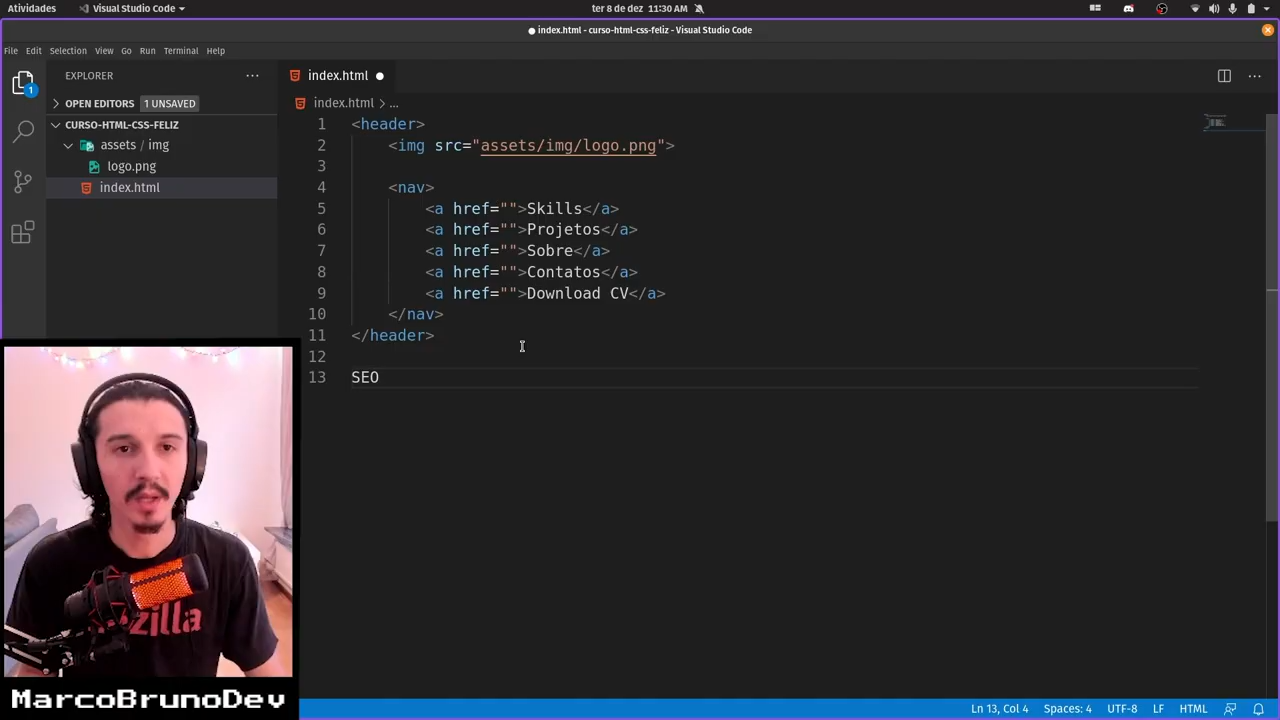 Atividades
Visual Studio Code
ter 8 de dez 11:30 AM
index.html - curso-html-css-feliz - Visual Studio Code
File Edit Selection View Go Run Terminal Help
EXPLORER
OPEN EDITORS 1 UNSAVED
CURSO-HTML-CSS-FELIZ
assets / img
logo.png
index.html
1
index.html
index.html > ...
1 <header>
2 <img src="assets/img/logo.png">
3
4 <nav>
5 <a href="">Skills</a>
6 <a href="">Projetos</a>
7 <a href="">Sobre</a>
8 <a href="">Contatos</a>
9 <a href="">Download CV</a>
10 </nav>
11 </header>
12
13 SEO
zilla
MarcoBrunoDev
Ln 13, Col 4 Spaces: 4 UTF-8 LF HTML